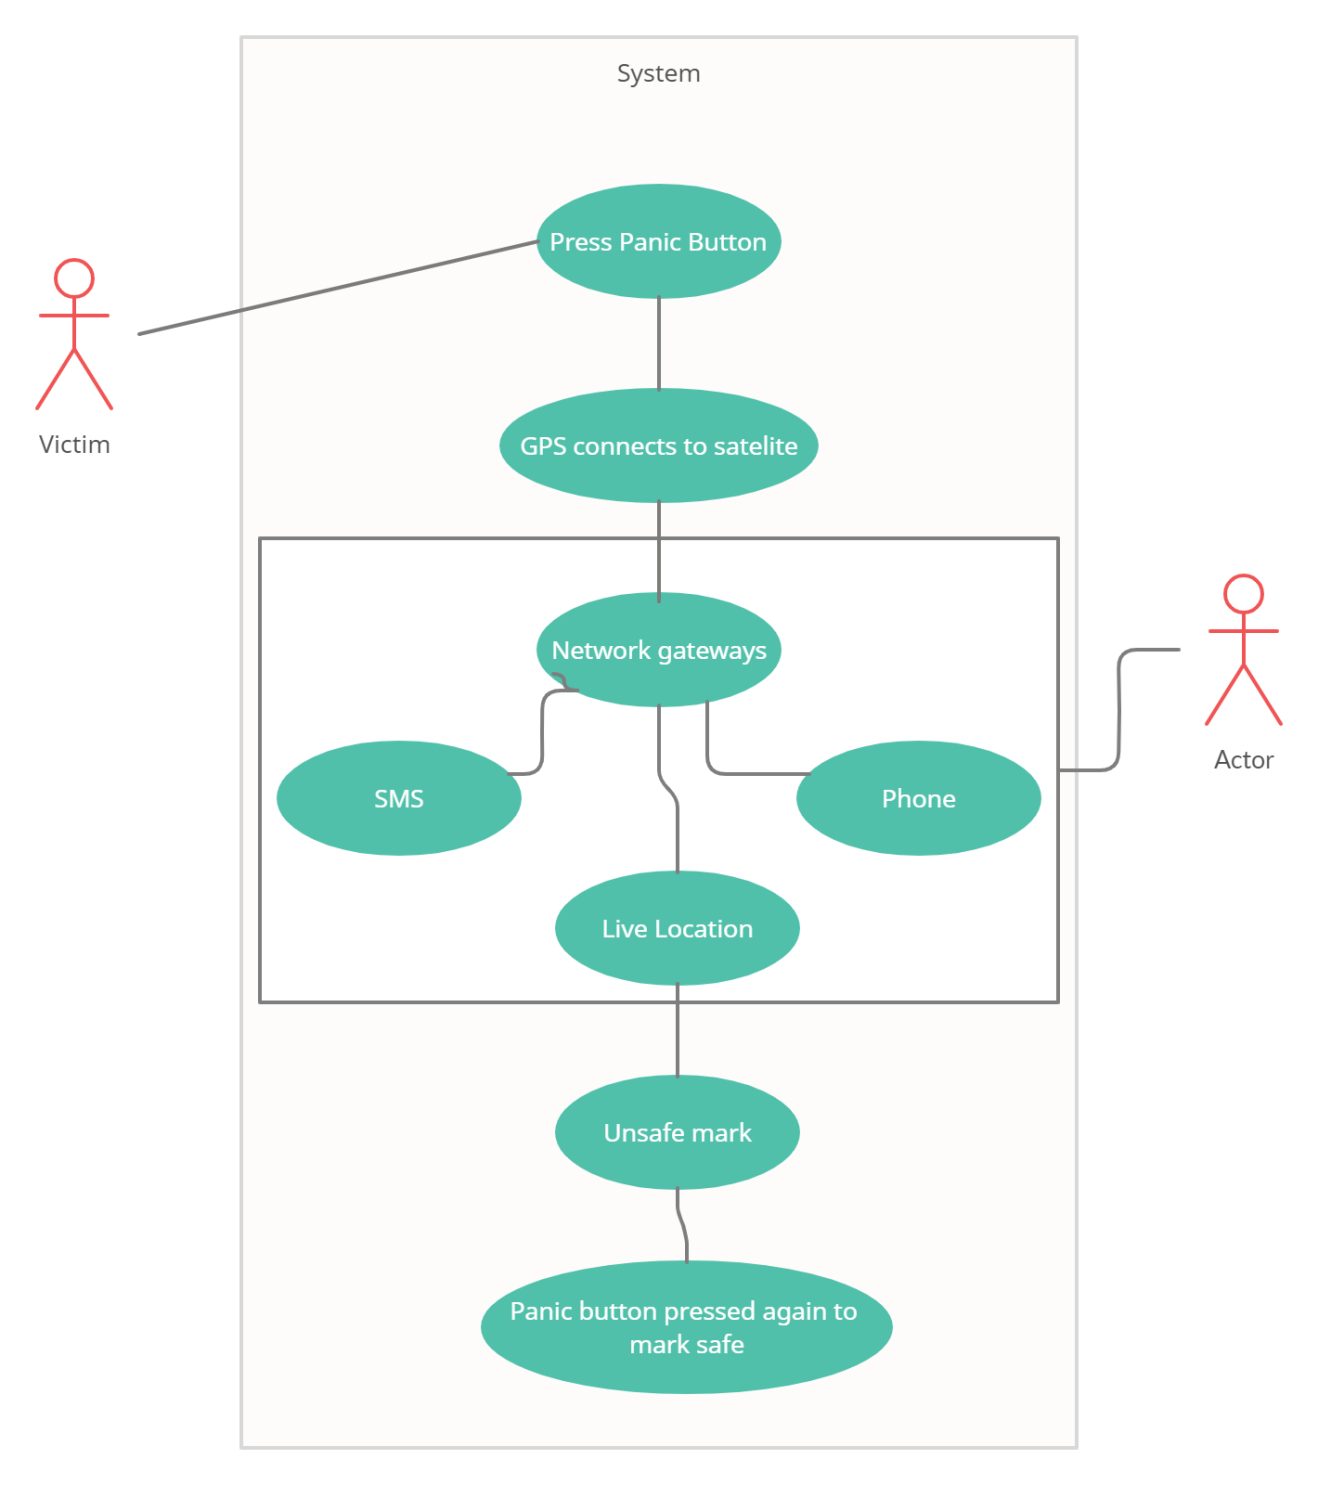 System
Press Panic Button
Victim
GPS connects to satelite
Network gateways
Actor
SMS
Phone
Live Location
Unsafe mark
Panic button pressed again to
mark safe